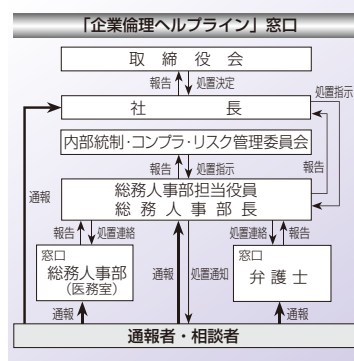 「企業倫理ヘルプライン」窓口
取締役会
報告
処置決定
処置指示
社長
内部統制・コンプラ・リスク管理委員会
報告
処置指示
報告
通報
総務人事部担当役員
総務人事部長
報告
処置連絡
処置連絡
報告
窓口
総務人事部
(医務室)
通報
処置通知
窓口
弁護士
通報
通報
通報者・相談者